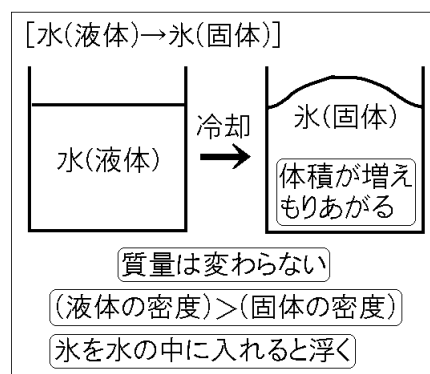 [水(液体)→氷(固体)]
冷却
水(液体)
氷(固体)
体積が増え
もりあがる
質量は変わらない
(液体の密度)>(固体の密度)
氷を水の中に入れると浮く